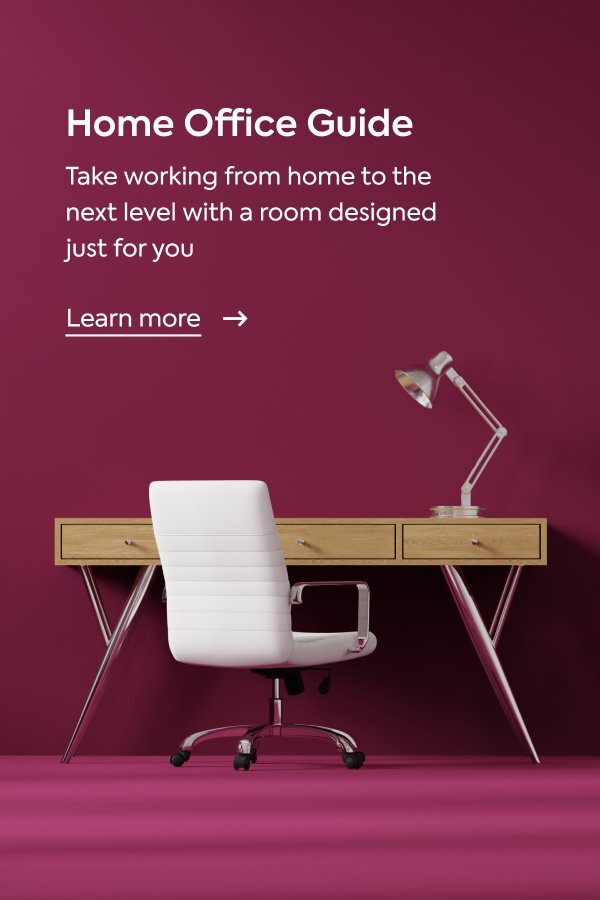 Home Office Guide
Take working from home to the
next level with a room designed
just for you
Learn more →